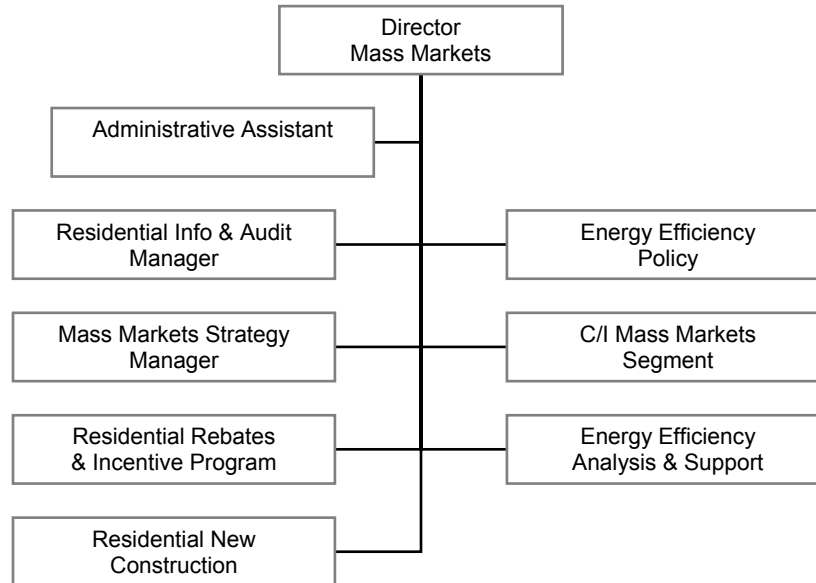 Director
Mass Markets
Administrative Assistant
Residential Info & Audit
Manager
Energy Efficiency
Policy
Mass Markets Strategy
Manager
C/I Mass Markets
Segment
Residential Rebates
& Incentive Program
Energy Efficiency
Analysis & Support
Residential New
Construction